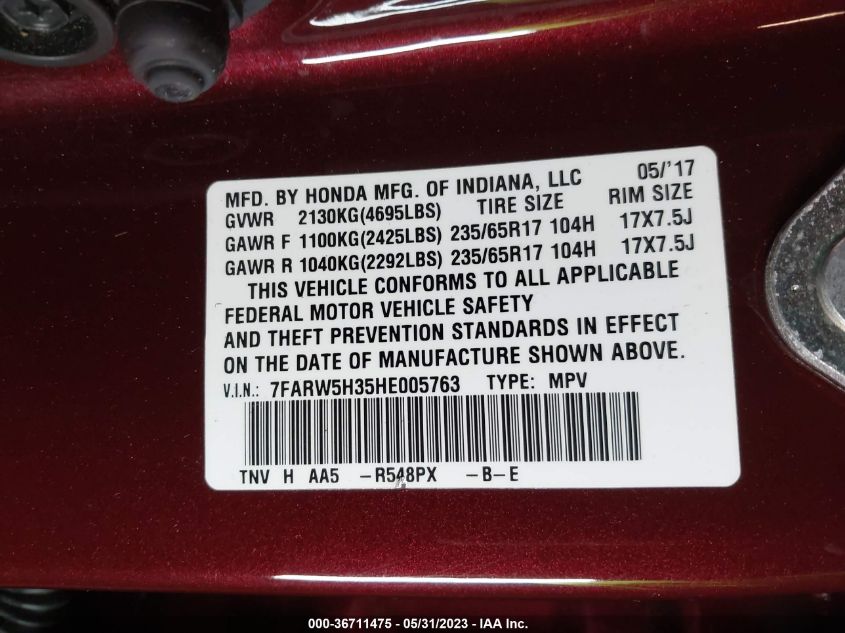 MFD. BY HONDA MFG. OF INDIANA, LLC 05/'17
GVWR 2130KG(4695LBS) TIRE SIZE RIM SIZE
GAWR F 1100KG(2425LBS) 235/65R17 104H 17X7.5J
GAWR R 1040KG(2292LBS) 235/65R17 104H 17X7.5J
THIS VEHICLE CONFORMS TO ALL APPLICABLE
FEDERAL MOTOR VEHICLE SAFETY
AND THEFT PREVENTION STANDARDS IN EFFECT
ON THE DATE OF MANUFACTURE SHOWN ABOVE.
V.I.N.: 7FARW5H35HE005763 TYPE: MPV
TNV H AA5 -R548PX -B-E
000-36711475 - 05/31/2023 - IAA Inc.